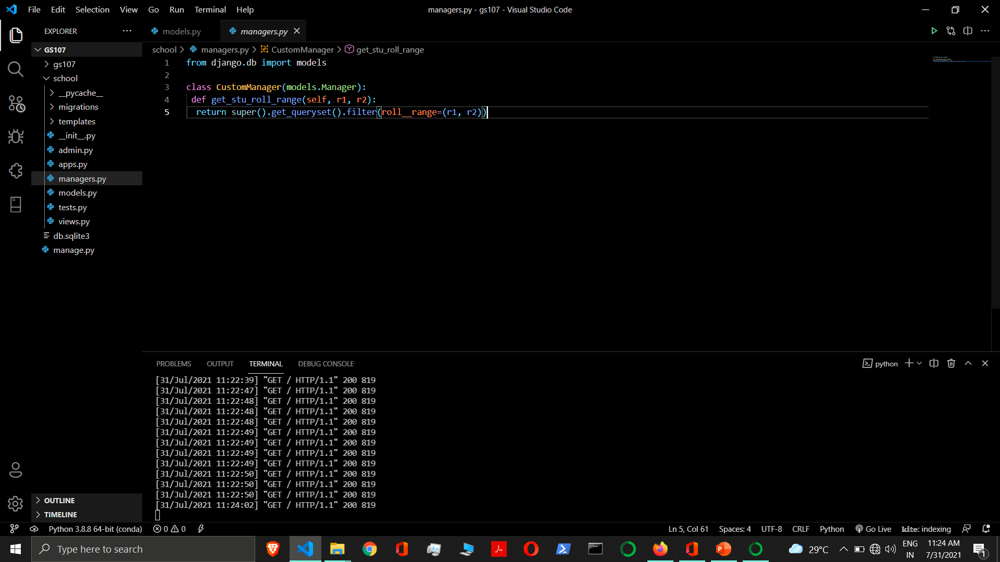 File Edit Selection View Go Run Terminal Help
managers.py - gs107 - Visual Studio Code
EXPLORER
GS107
gs107
school
__pycache__
migrations
templates
__init__.py
admin.py
apps.py
managers.py
models.py
tests.py
views.py
db.sqlite3
manage.py
OUTLINE
TIMELINE
models.py managers.py
school > managers.py > CustomManager > get_stu_roll_range
1 from django.db import models
2
3 class CustomManager(models.Manager):
4 def get_stu_roll_range(self, r1, r2):
5 return super().get_queryset().filter(roll__range=(r1, r2))
PROBLEMS OUTPUT TERMINAL DEBUG CONSOLE
python
[31/Jul/2021 11:22:39] "GET / HTTP/1.1" 200 819
[31/Jul/2021 11:22:47] "GET / HTTP/1.1" 200 819
[31/Jul/2021 11:22:48] "GET / HTTP/1.1" 200 819
[31/Jul/2021 11:22:48] "GET / HTTP/1.1" 200 819
[31/Jul/2021 11:22:48] "GET / HTTP/1.1" 200 819
[31/Jul/2021 11:22:49] "GET / HTTP/1.1" 200 819
[31/Jul/2021 11:22:49] "GET / HTTP/1.1" 200 819
[31/Jul/2021 11:22:49] "GET / HTTP/1.1" 200 819
[31/Jul/2021 11:22:49] "GET / HTTP/1.1" 200 819
[31/Jul/2021 11:22:50] "GET / HTTP/1.1" 200 819
[31/Jul/2021 11:22:50] "GET / HTTP/1.1" 200 819
[31/Jul/2021 11:22:50] "GET / HTTP/1.1" 200 819
[31/Jul/2021 11:24:02] "GET / HTTP/1.1" 200 819
Python 3.8.8 64-bit (conda) 0 0
Ln 5, Col 61 Spaces: 4 UTF-8 CRLF Python Go Live kite: indexing
Type here to search
29°C
ENG
IN
11:24 AM
7/31/2021
1